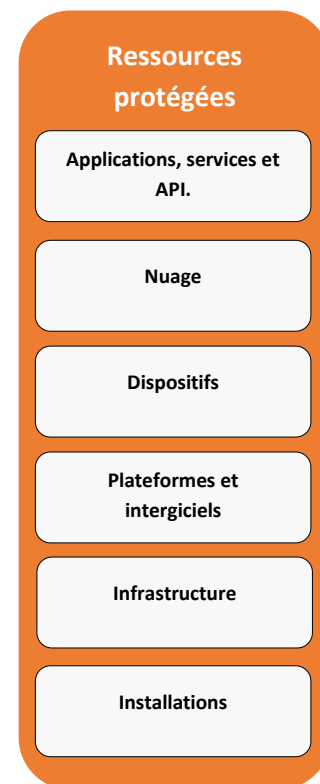 Ressources
protégées
Applications, services et
API.
Nuage
Dispositifs
Plateformes et
intergiciels
Infrastructure
Installations